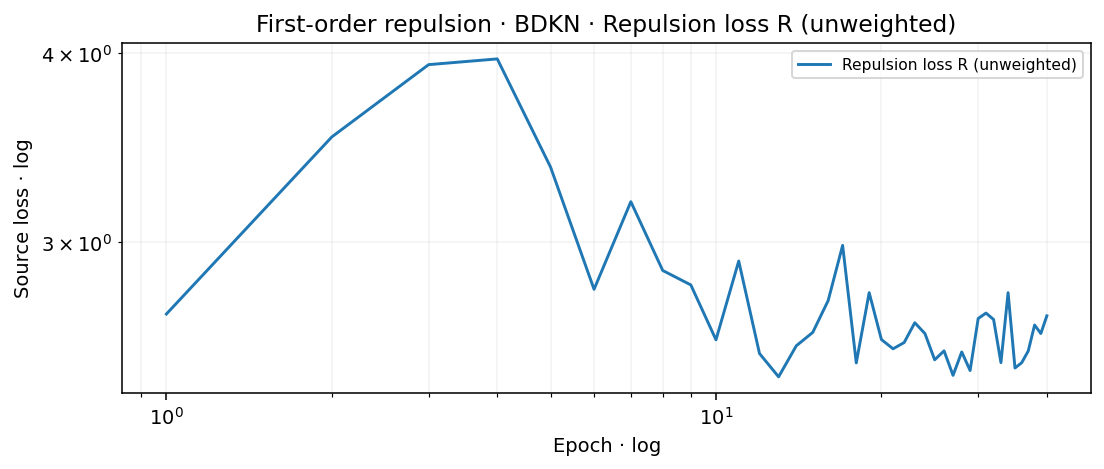 First-order repulsion · BDKN · Repulsion loss R (unweighted)
4 × 10⁰
Repulsion loss R (unweighted)
Source loss · log
3 × 10⁰
10⁰
10¹
Epoch · log